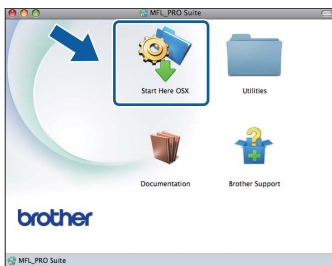 MFL_PRO Suite
Start Here OSX
Utilities
Documentation
Brother Support
brother
MFL_PRO Suite